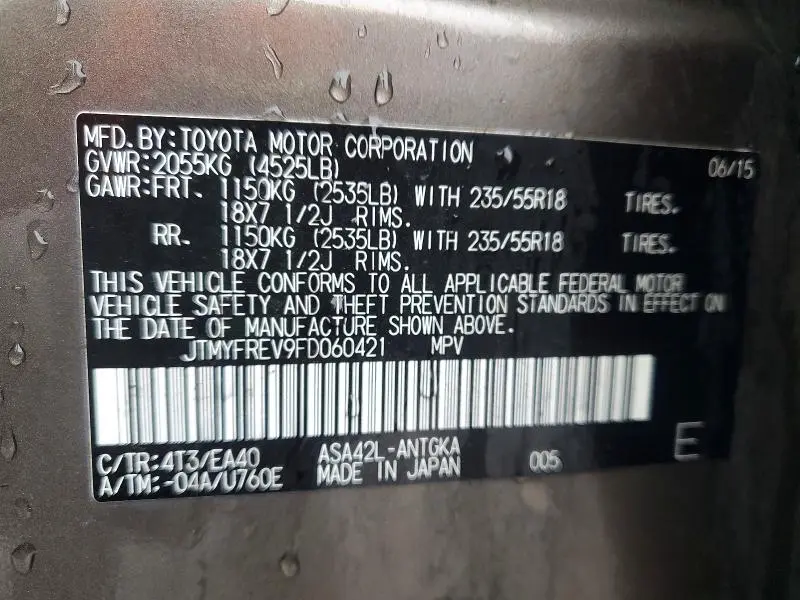 MFD. BY: TOYOTA MOTOR CORPORATION 06/15
GVWR: 2055KG (4525LB)
GAWR: FRT. 1150KG (2535LB) WITH 235/55R18 TIRES.
18X7 1/2J RIMS.
RR. 1150KG (2535LB) WITH 235/55R18 TIRES.
18X7 1/2J RIMS.
THIS VEHICLE CONFORMS TO ALL APPLICABLE FEDERAL MOTOR
VEHICLE SAFETY AND THEFT PREVENTION STANDARDS IN EFFECT ON
THE DATE OF MANUFACTURE SHOWN ABOVE.
JTMYFREV9FD060421 MPV
C/TR: 4T3/EA40 ASA42L-ANTGKA
A/TM: -04A/U760E MADE IN JAPAN 005 E